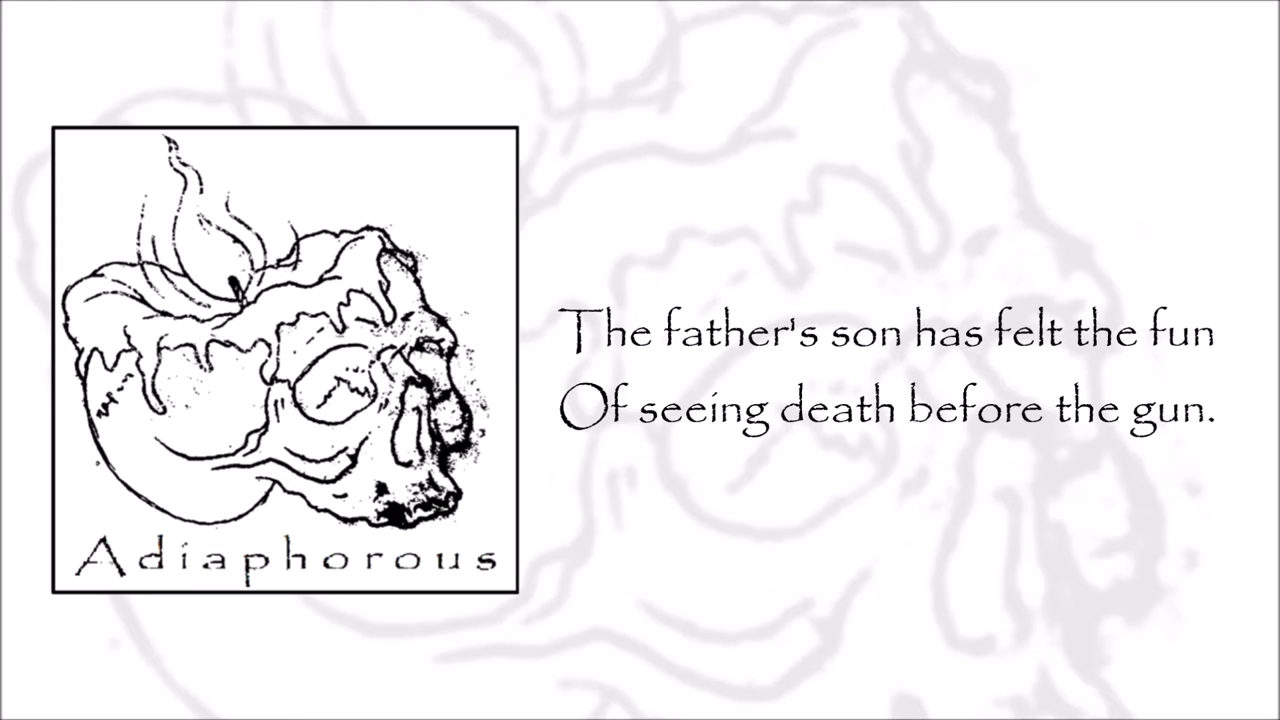 Adiaphorous
The father's son has felt the fun
Of seeing death before the gun.